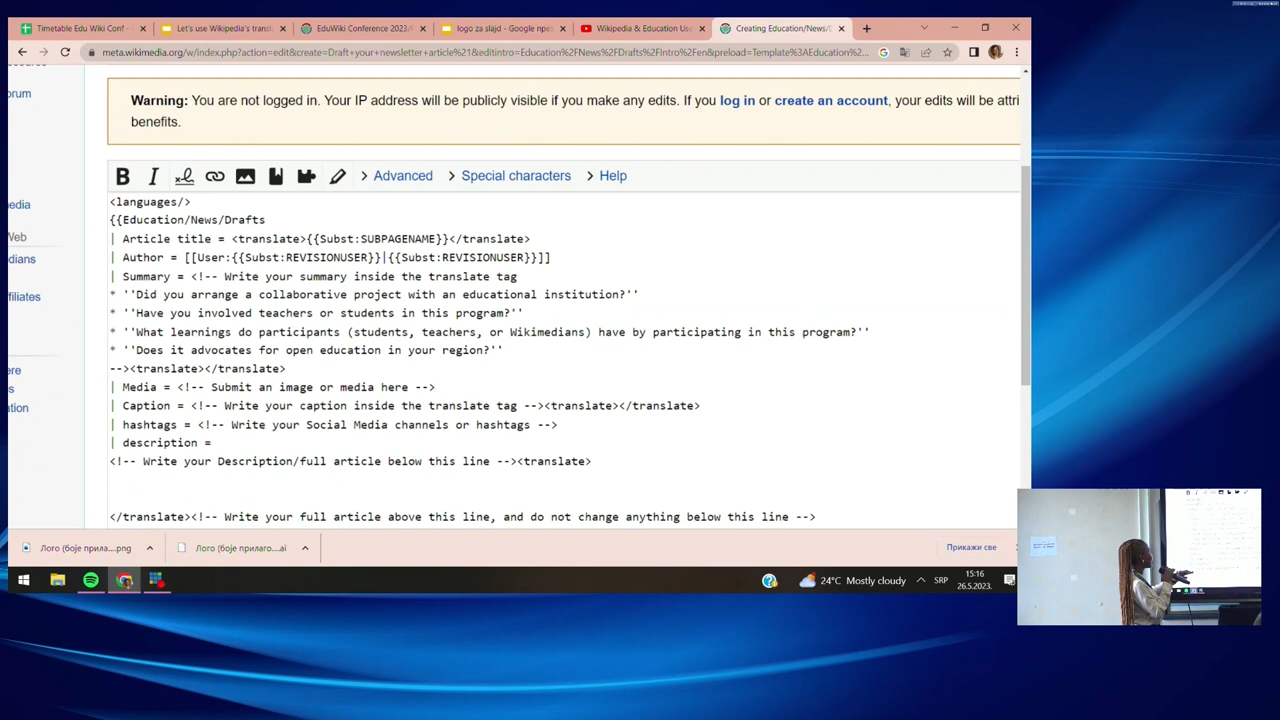 Timetable Edu Wiki Conf -
Let's use Wikipedia's transl
EduWiki Conference 2023/
logo za slajd - Google
Wikipedia & Education Use
Creating Education/News/D
meta.wikimedia.org/w/index.php?action=edit&create=Draft+your+newsletter+article%21&editintro=Education%2FNews%2FDrafts%2FIntro%2Fen&preload=Template%3AEducation%2...
orum
media
Web
dians
ffiliates
ere
s
ation
Warning: You are not logged in. Your IP address will be publicly visible if you make any edits. If you log in or create an account, your edits will be attri
benefits.
B I Advanced Special characters Help
<languages/>
{{Education/News/Drafts
| Article title = <translate>{{Subst:SUBPAGENAME}}</translate>
| Author = [[User:{{Subst:REVISIONUSER}}|{{Subst:REVISIONUSER}}]]
| Summary = <!-- Write your summary inside the translate tag
* ''Did you arrange a collaborative project with an educational institution?''
* ''Have you involved teachers or students in this program?''
* ''What learnings do participants (students, teachers, or Wikimedians) have by participating in this program?''
* ''Does it advocates for open education in your region?''
--><translate></translate>
| Media = <!-- Submit an image or media here -->
| Caption = <!-- Write your caption inside the translate tag --><translate></translate>
| hashtags = <!-- Write your Social Media channels or hashtags -->
| description =
<!-- Write your Description/full article below this line --><translate>
</translate><!-- Write your full article above this line, and do not change anything below this line -->
Лого (боје прила....png
Лого (боје прилаго....ai
Прикажи све
24°C Mostly cloudy
SRP
15:16
26.5.2023.